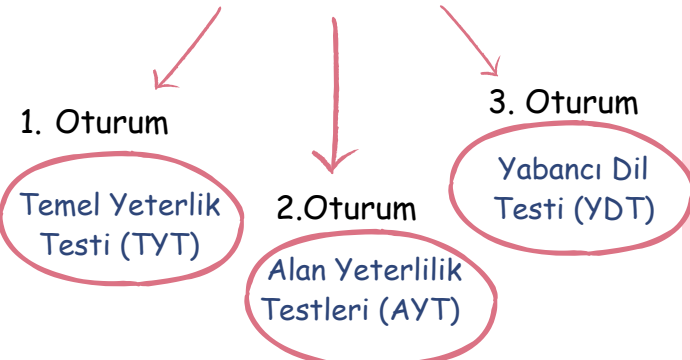 1. Oturum
Temel Yeterlik
Testi (TYT)
2.Oturum
Alan Yeterlilik
Testleri (AYT)
3. Oturum
Yabancı Dil
Testi (YDT)